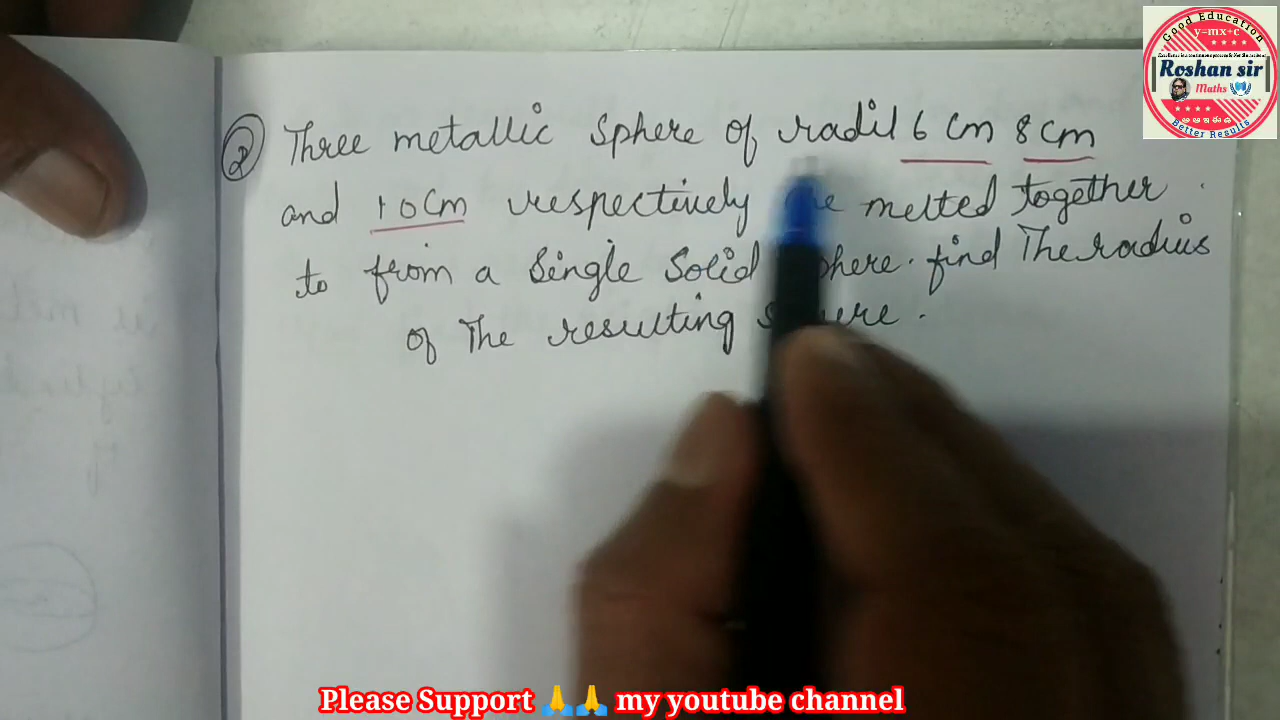 ② Three metallic sphere of radii 6 cm 8 cm
and 10 cm respectively melted together.
to from a single solid sphere. find The radius
of The resulting sphere.
Good Education
y=mx+c
Roshan sir
Maths
Better Results
Please Support 🙏🙏 my youtube channel